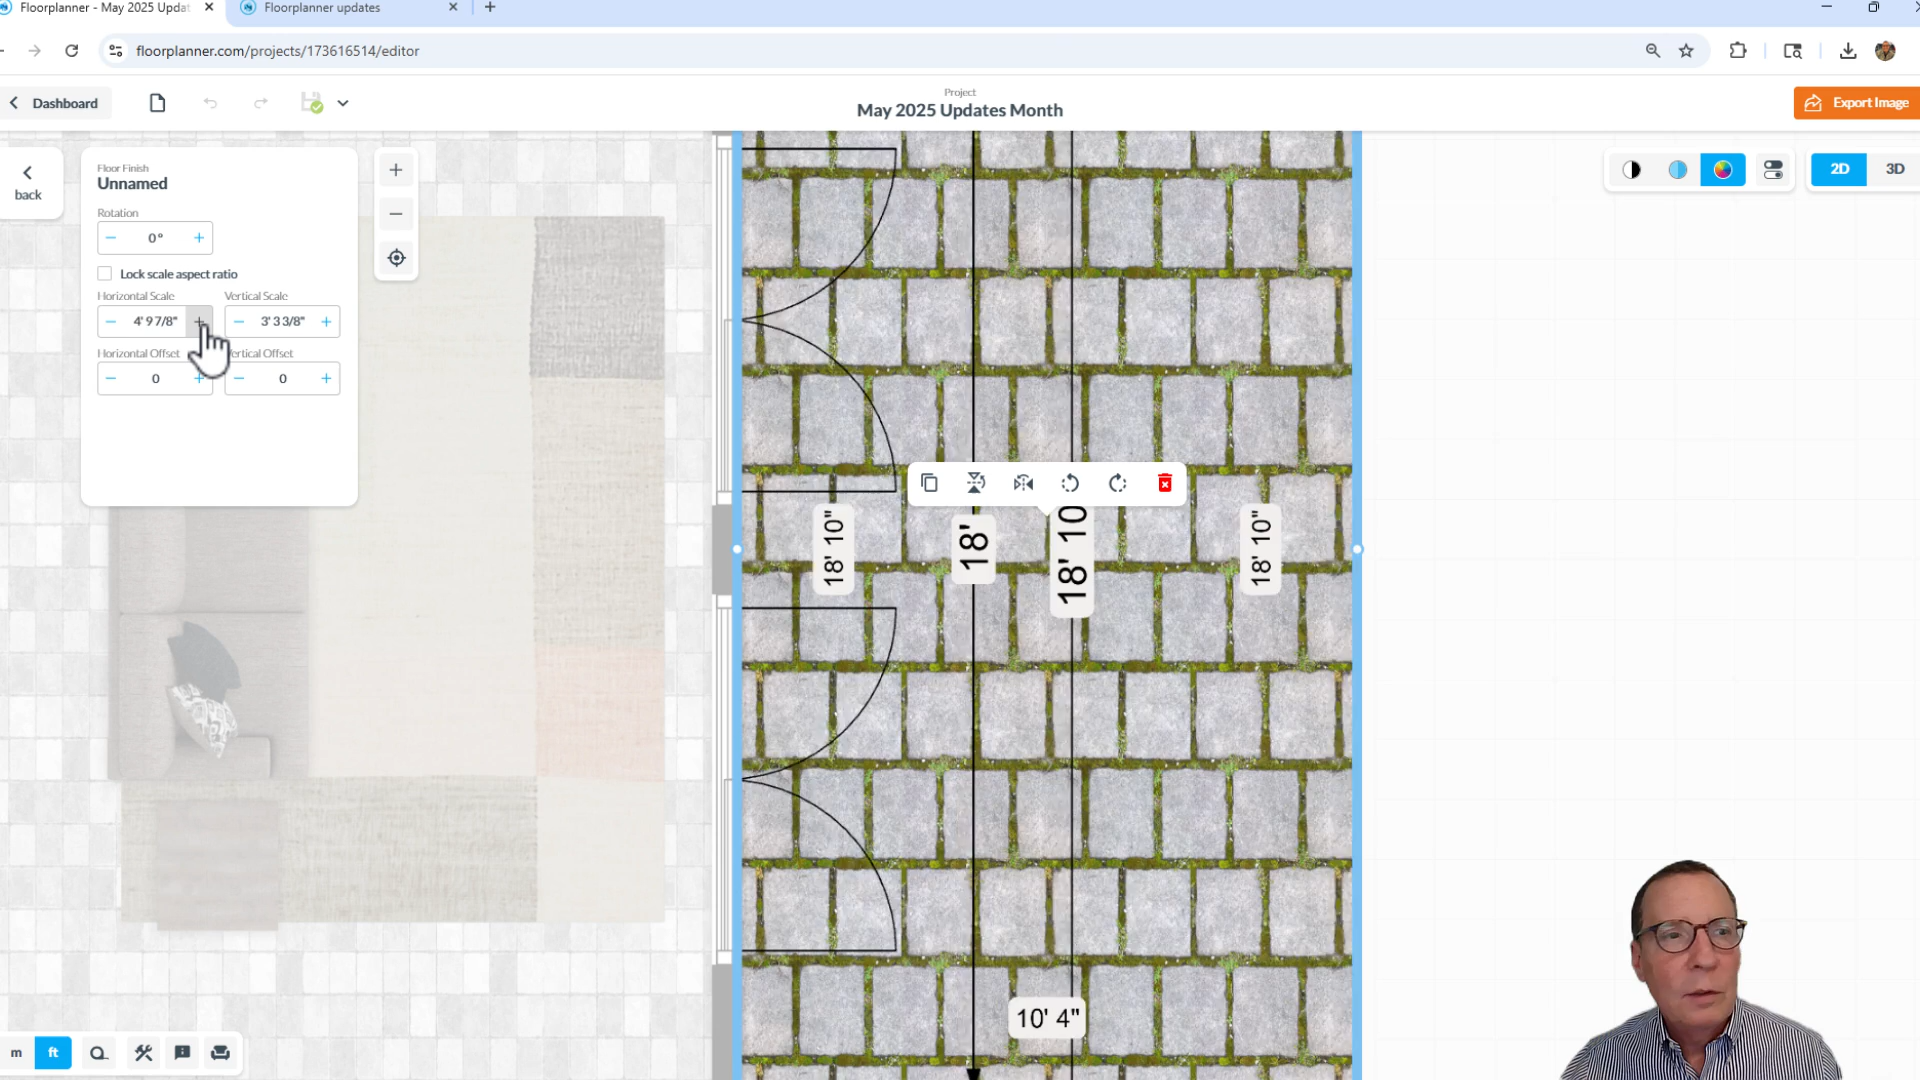 Floorplanner - May 2025 Updat
Floorplanner updates
floorplanner.com/projects/173616514/editor
Dashboard
Project
May 2025 Updates Month
Export Image
back
Floor Finish
Unnamed
Rotation
0°
Lock scale aspect ratio
Horizontal Scale
Vertical Scale
4' 9 7/8"
3' 3 3/8"
Horizontal Offset
ertical Offset
0
0
2D
3D
18' 10"
18'
18' 10
18' 10"
10' 4"
m
ft